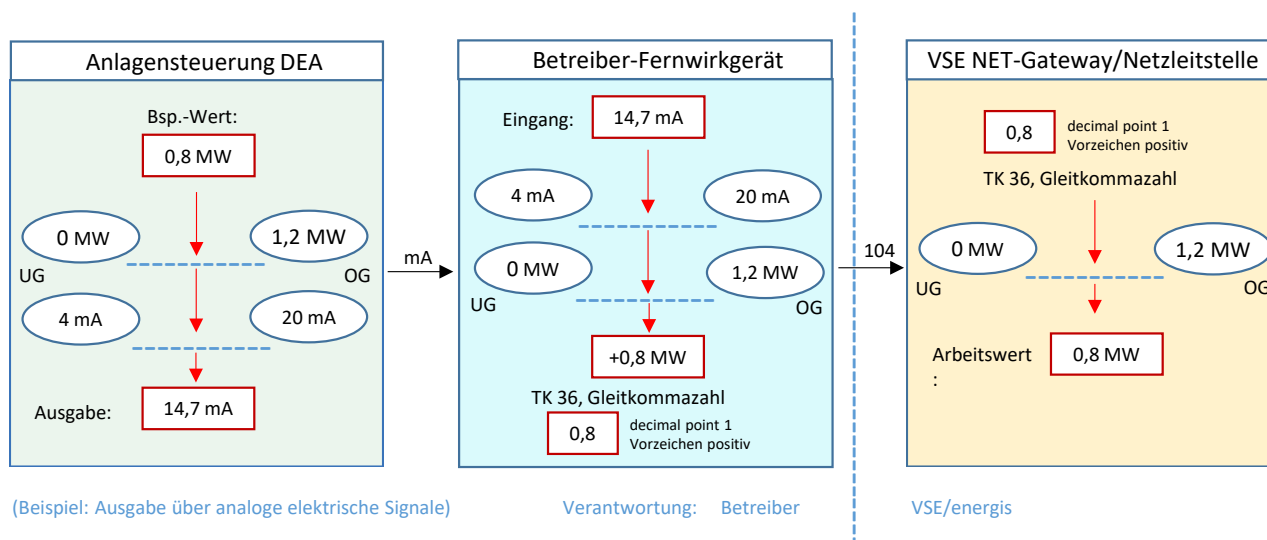 Anlagensteuerung DEA
Bsp.-Wert:
0,8 MW
0 MW
1,2 MW
UG
OG
4 mA
20 mA
Ausgabe:
14,7 mA
mA
Betreiber-Fernwirkgerät
Eingang:
14,7 mA
4 mA
20 mA
0 MW
1,2 MW
UG
OG
+0,8 MW
TK 36, Gleitkommazahl
0,8
decimal point 1
Vorzeichen positiv
104
VSE NET-Gateway/Netzleitstelle
0,8
decimal point 1
Vorzeichen positiv
TK 36, Gleitkommazahl
0 MW
1,2 MW
UG
OG
Arbeitswert
:
0,8 MW
(Beispiel: Ausgabe über analoge elektrische Signale)
Verantwortung: Betreiber
VSE/energis